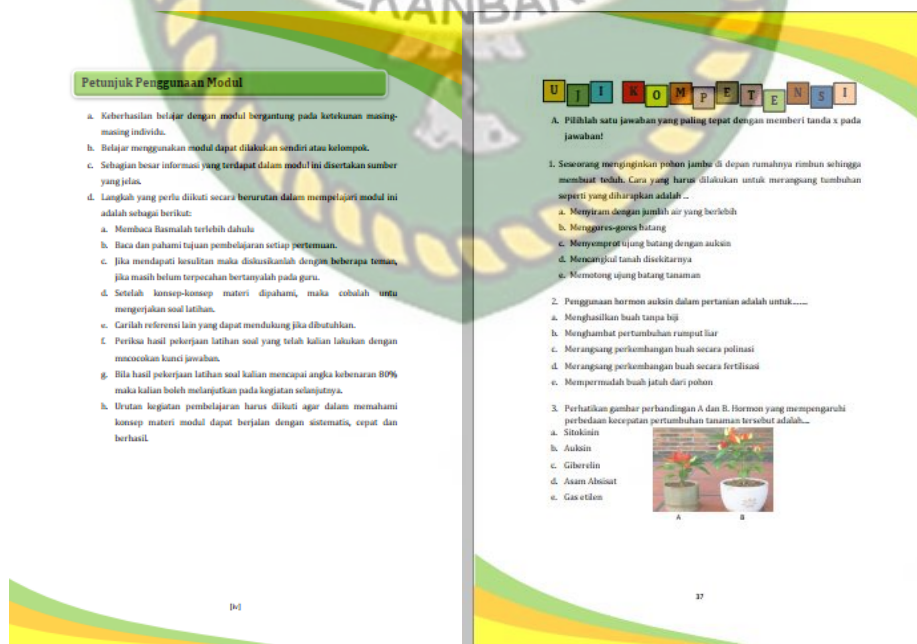 EKANBAR
Petunjuk Penggunaan Modul
a. Keberhasilan belajar dengan modul bergantung pada ketekunan masing-
masing individu.
b. Belajar menggunakan modul dapat dilakukan sendiri atau kelompok.
c. Sebagian besar informasi yang terdapat dalam modul ini disertakan sumber
yang jelas.
d. Langkah yang perlu diikuti secara berurutan dalam mempelajari modul ini
adalah sebagai berikut:
a. Membaca Basmalah terlebih dahulu
b. Baca dan pahami tujuan pembelajaran setiap pertemuan.
c. Jika mendapati kesulitan maka diskusikanlah dengan beberapa teman,
jika masih belum terpecahan bertanyalah pada guru.
d. Setelah konsep-konsep materi dipahami, maka cobalah untu
mengerjakan soal latihan.
e. Carilah referensi lain yang dapat mendukung jika dibutuhkan.
f. Periksa hasil pekerjaan latihan soal yang telah kalian lakukan dengan
mncocokan kunci jawaban.
g. Bila hasil pekerjaan latihan soal kalian mencapai angka kebenaran 80%
maka kalian boleh melanjutkan pada kegiatan selanjutnya.
h. Urutan kegiatan pembelajaran harus diikuti agar dalam memahami
konsep materi modul dapat berjalan dengan sistematis, cepat dan
berhasil.
[iv]
UJI KOMPETENSI
A. Pilihlah satu jawaban yang paling tepat dengan memberi tanda x pada
jawaban!
1. Seseorang menginginkan pohon jambu di depan rumahnya rimbun sehingga
membuat teduh. Cara yang harus dilakukan untuk merangsang tumbuhan
seperti yang diharapkan adalah ...
a. Menyiram dengan jumlah air yang berlebih
b. Menggores-gores batang
c. Menyemprot ujung batang dengan auksin
d. Mencangkul tanah disekitarnya
e. Memotong ujung batang tanaman
2. Penggunaan hormon auksin dalam pertanian adalah untuk......
a. Menghasilkan buah tanpa biji
b. Menghambat pertumbuhan rumput liar
c. Merangsang perkembangan buah secara polinasi
d. Merangsang perkembangan buah secara fertilisasi
e. Mempermudah buah jatuh dari pohon
3. Perhatikan gambar perbandingan A dan B. Hormon yang mempengaruhi
perbedaan kecepatan pertumbuhan tanaman tersebut adalah....
a. Sitokinin
b. Auksin
c. Giberelin
d. Asam Absisat
e. Gas etilen
A B
37